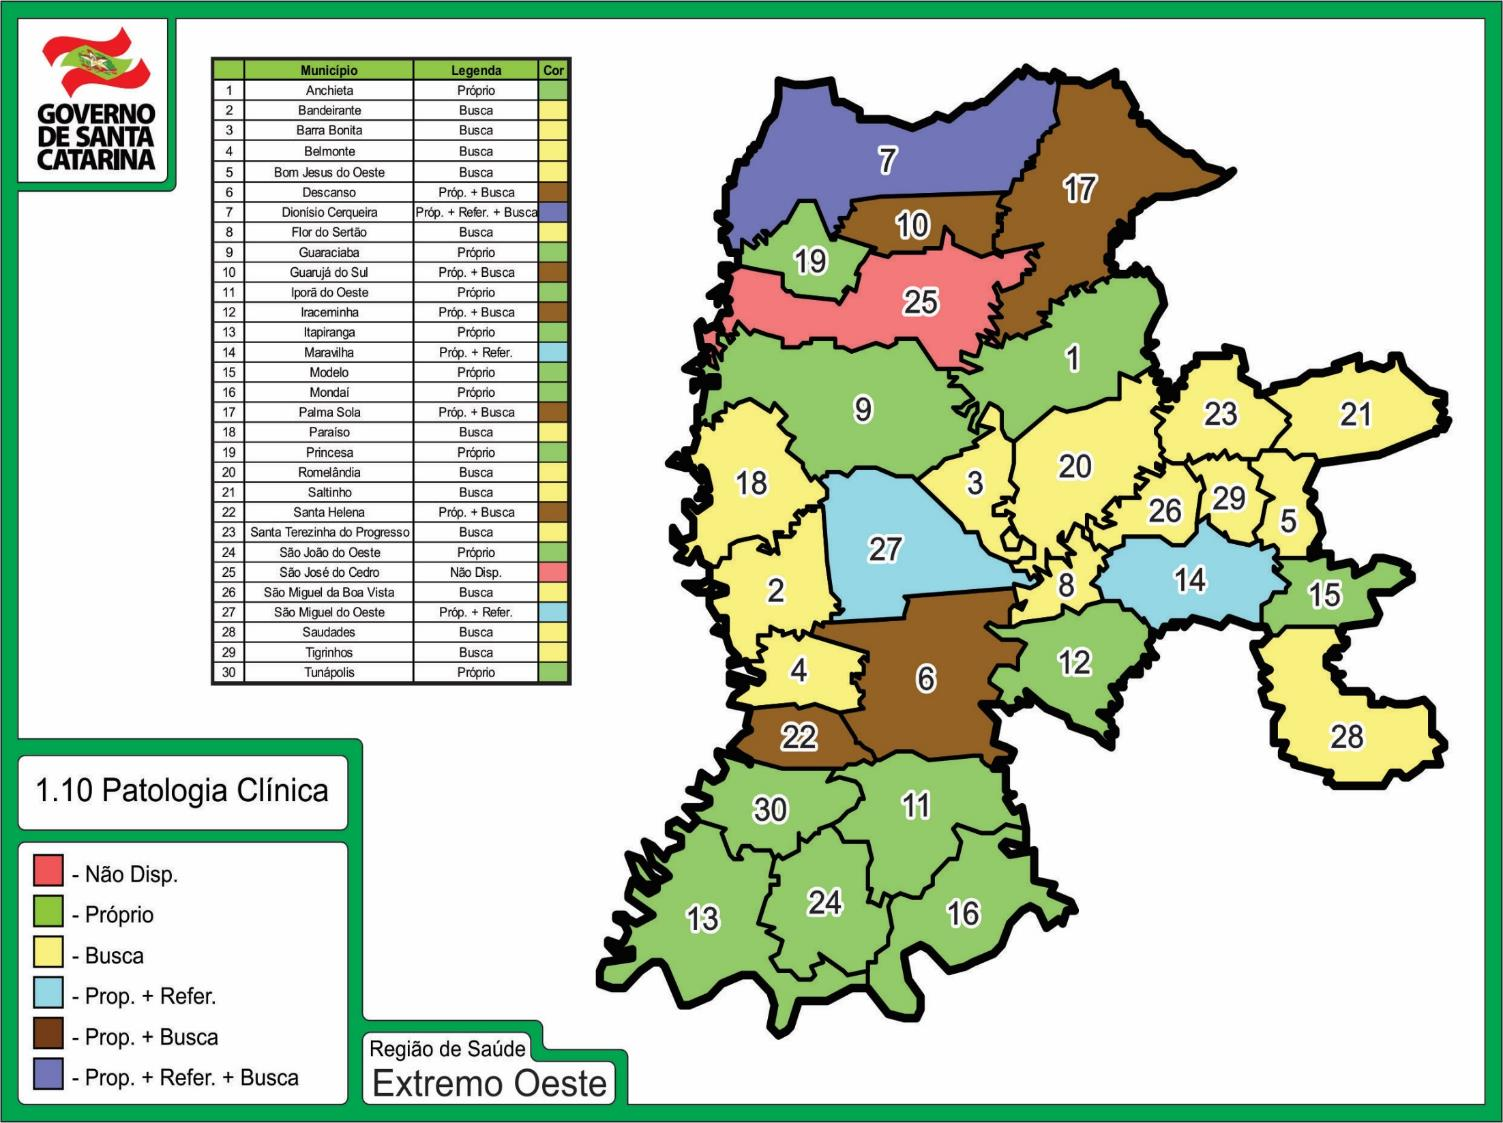 GOVERNO
DE SANTA
CATARINA
Município Legenda Cor
1 Anchieta Próprio
2 Bandeirante Busca
3 Barra Bonita Busca
4 Belmonte Busca
5 Bom Jesus do Oeste Busca
6 Descanso Próp. + Busca
7 Dionísio Cerqueira Próp. + Refer. + Busca
8 Flor do Sertão Busca
9 Guaraciaba Próprio
10 Guarujá do Sul Próp. + Busca
11 Iporã do Oeste Próprio
12 Iraceminha Próp. + Busca
13 Itapiranga Próprio
14 Maravilha Próp. + Refer.
15 Modelo Próprio
16 Mondaí Próprio
17 Palma Sola Próp. + Busca
18 Paraíso Busca
19 Princesa Próprio
20 Romelândia Busca
21 Saltinho Busca
22 Santa Helena Próp. + Busca
23 Santa Terezinha do Progresso Busca
24 São João do Oeste Próprio
25 São José do Cedro Não Disp.
26 São Miguel da Boa Vista Busca
27 São Miguel do Oeste Próp. + Refer.
28 Saudades Busca
29 Tigrinhos Busca
30 Tunápolis Próprio
7
17
10
19
25
1
9
23
21
20
18
3
29
26
5
27
14
2
8
15
12
4
6
22
28
30
11
24
16
13
1.10 Patologia Clínica
- Não Disp.
- Próprio
- Busca
- Prop. + Refer.
- Prop. + Busca
- Prop. + Refer. + Busca
Região de Saúde
Extremo Oeste